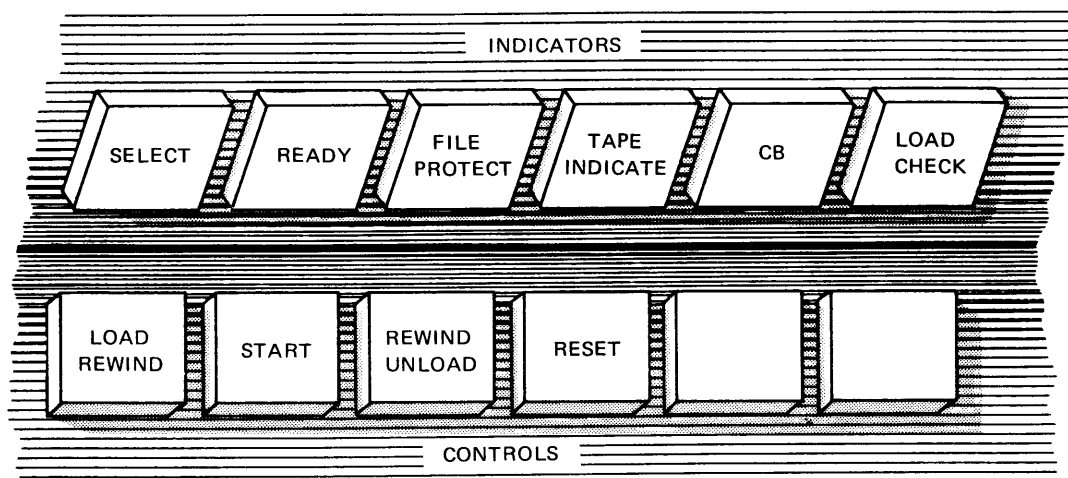 INDICATORS
SELECT
READY
FILE
PROTECT
TAPE
INDICATE
CB
LOAD
CHECK
LOAD
REWIND
START
REWIND
UNLOAD
RESET
CONTROLS